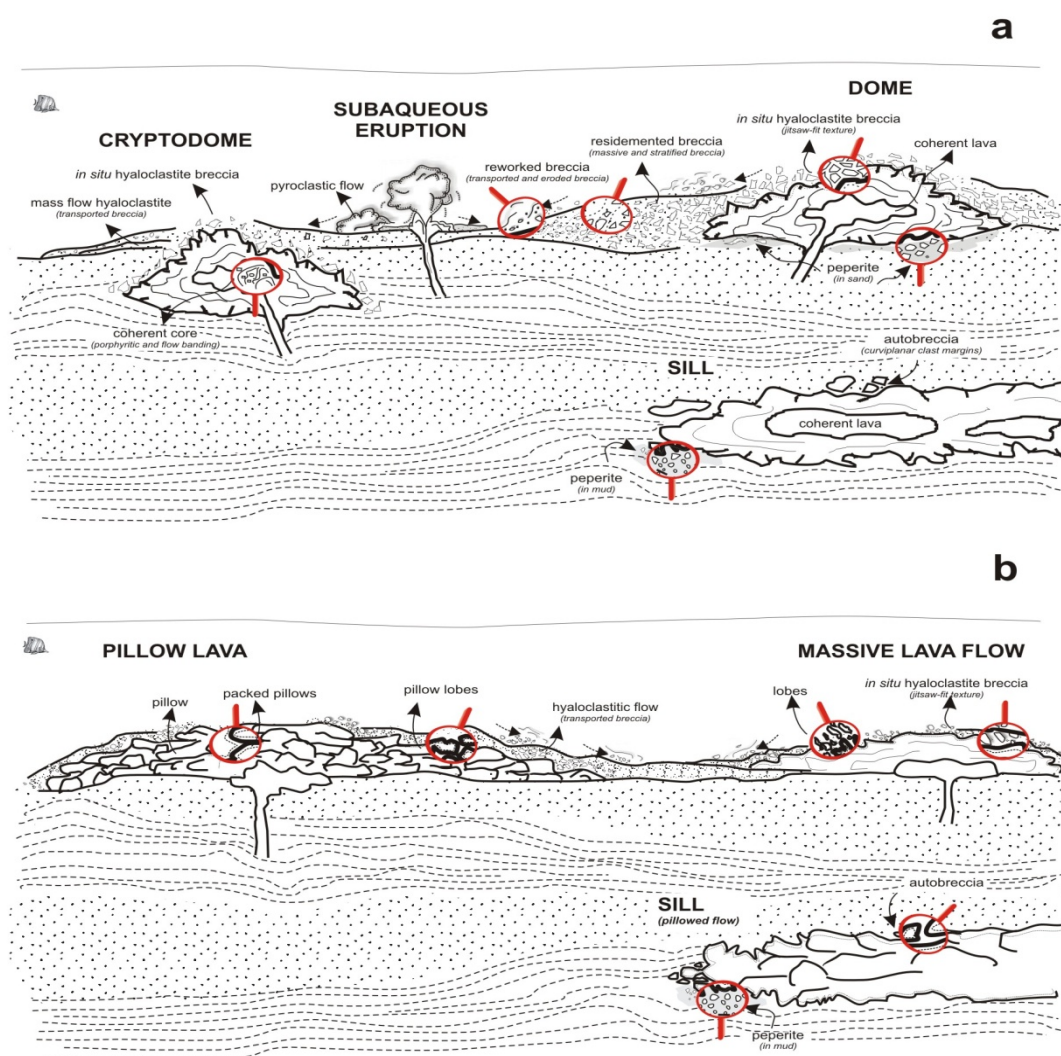 a
DOME
SUBAQUEOUS
ERUPTION
CRYPTODOME
in situ hyaloclastite breccia
(jitsaw-fit texture)
coherent lava
residemented breccia
(massive and stratified breccia)
reworked breccia
(transported and eroded breccia)
in situ hyaloclastite breccia
pyroclastic flow
mass flow hyaloclastite
(transported breccia)
peperite
(in sand)
coherent core
(porphyritic and flow banding)
autobreccia
(curviplanar clast margins)
SILL
coherent lava
peperite
(in mud)
b
PILLOW LAVA
MASSIVE LAVA FLOW
pillow
packed pillows
pillow lobes
hyaloclastitic flow
(transported breccia)
lobes
in situ hyaloclastite breccia
(jitsaw-fit texture)
autobreccia
SILL
(pillowed flow)
peperite
(in mud)